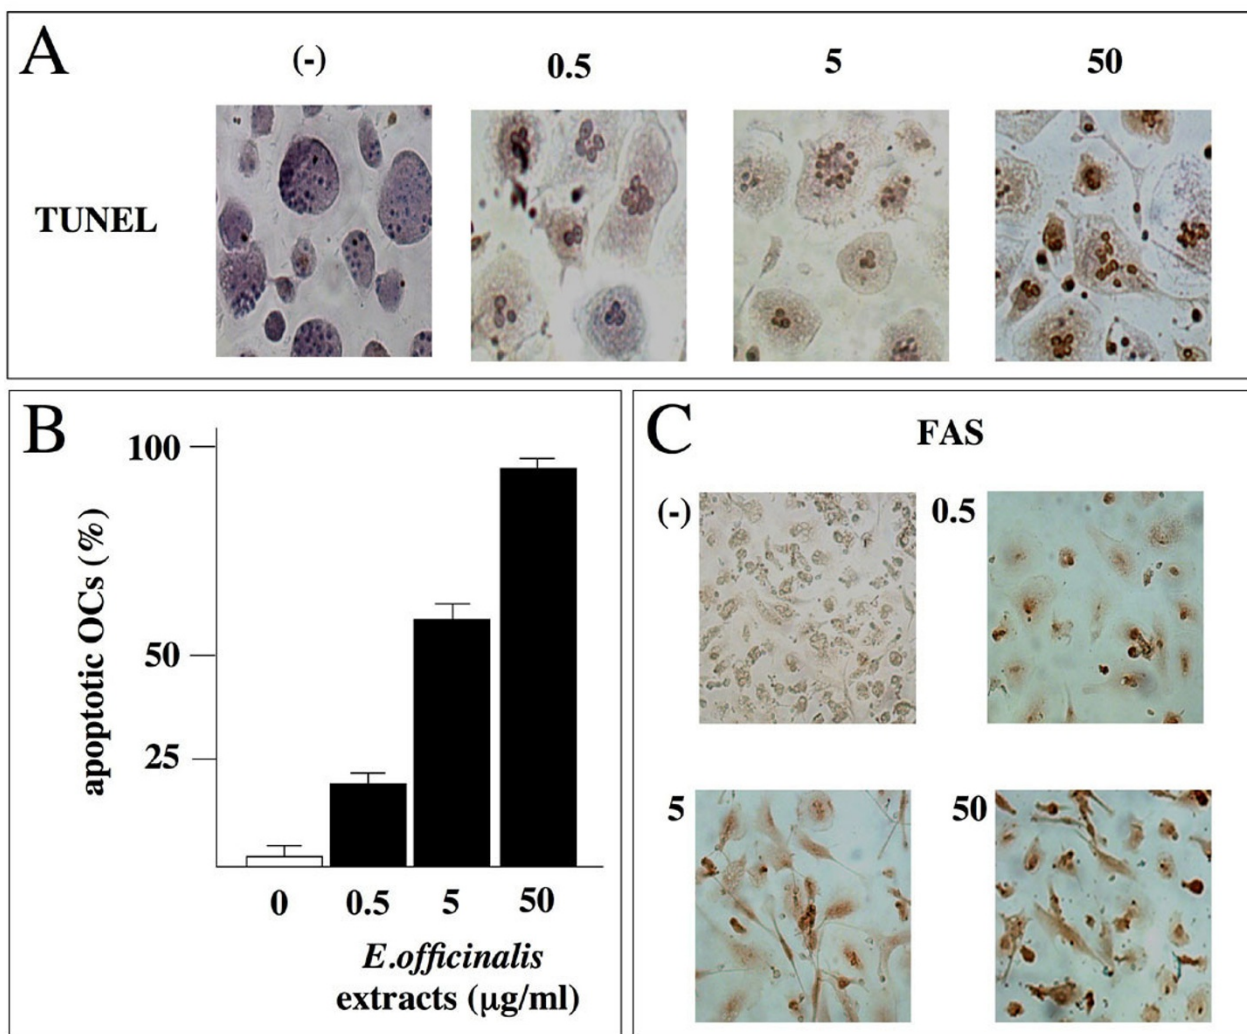 A
(-) 0.5 5 50
TUNEL
B
100
50
25
apoptotic OCs (%)
0 0.5 5 50
E.officinalis
extracts (μg/ml)
C
FAS
(-) 0.5
5 50